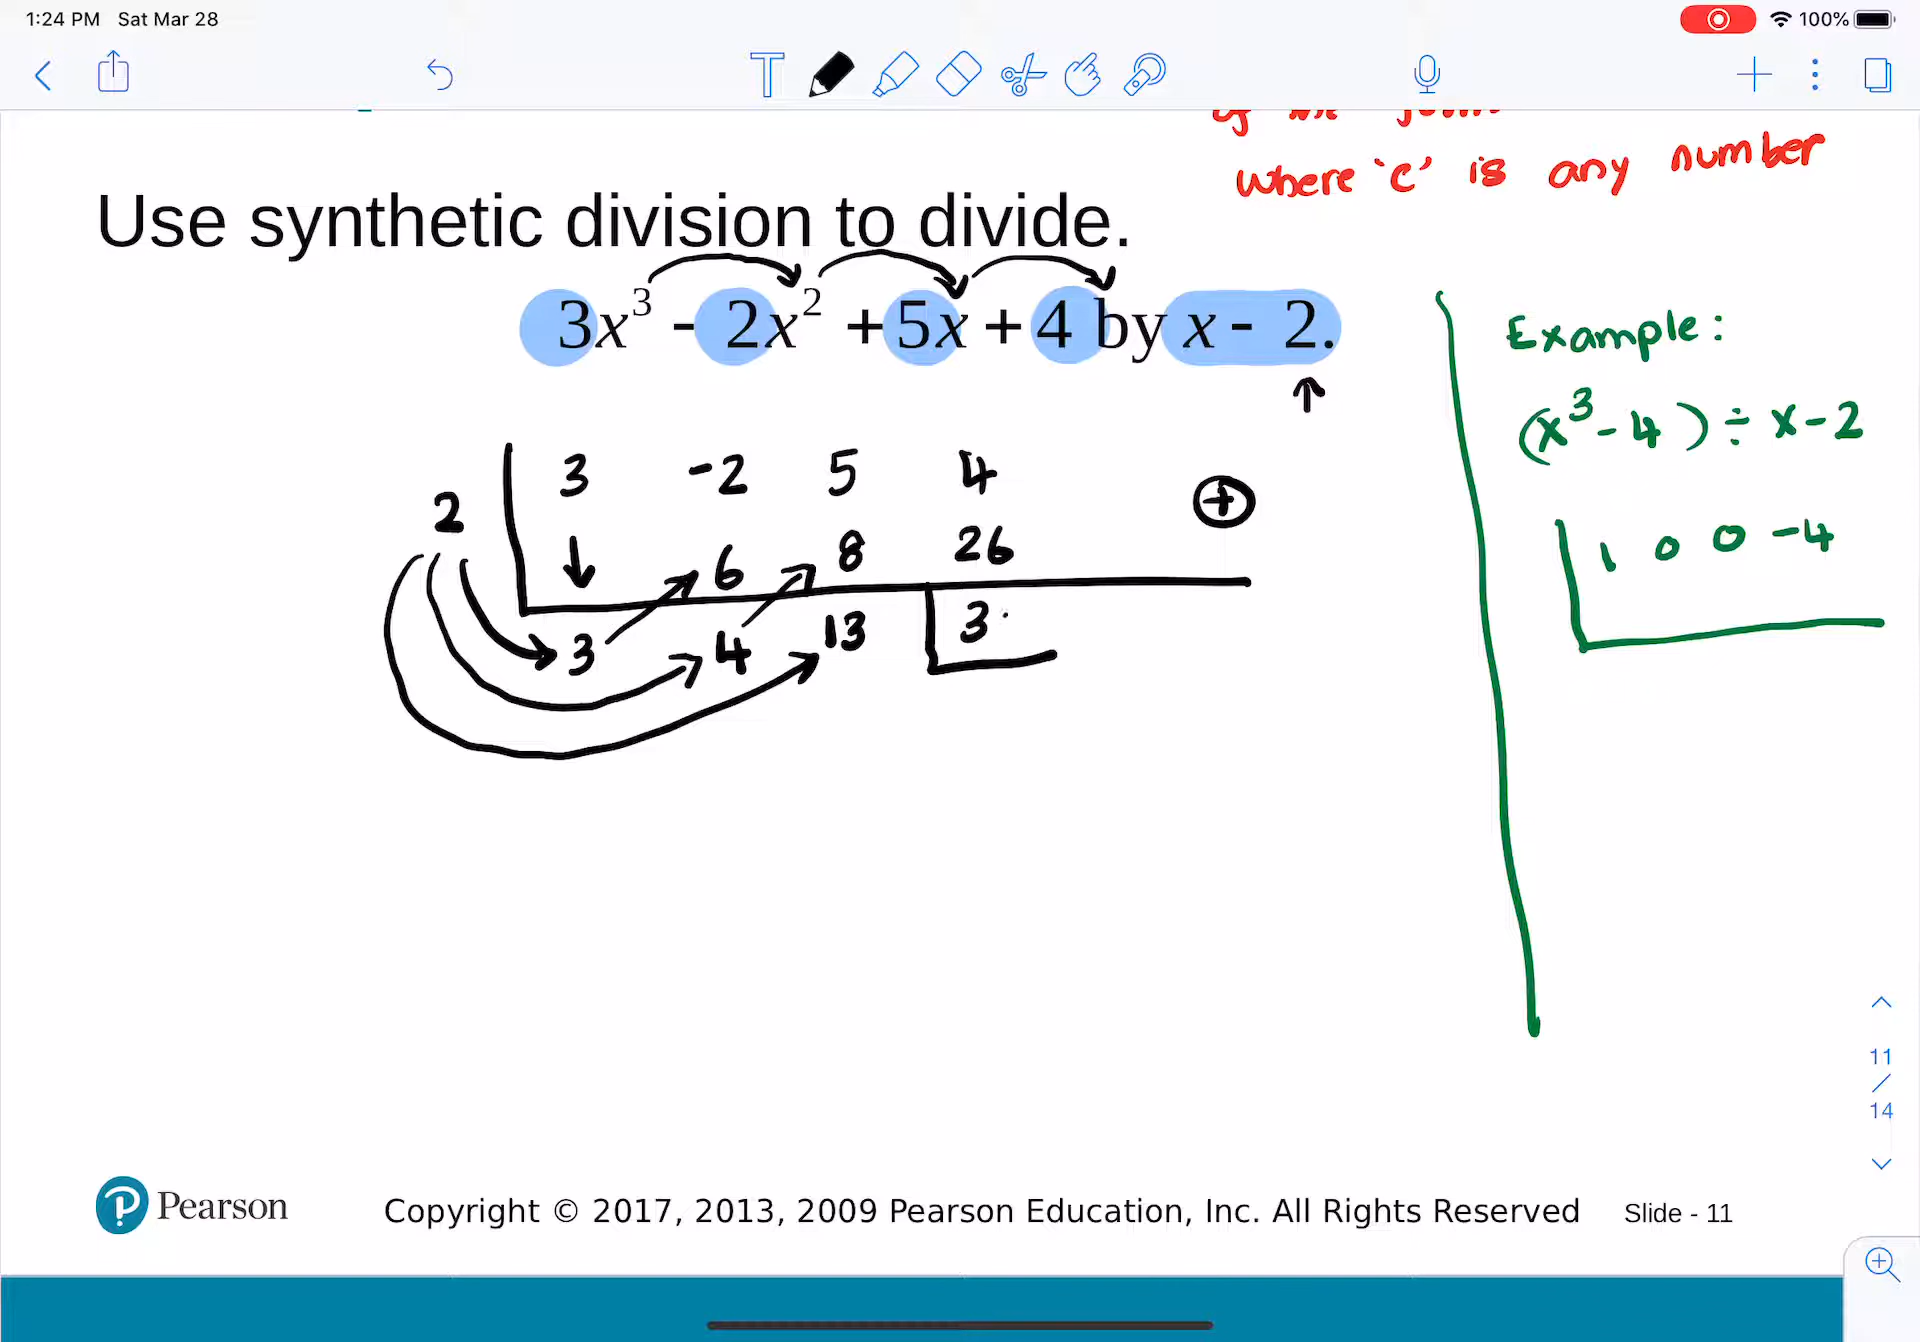 1:24 PM Sat Mar 28
100%
where 'c' is any number
Use synthetic division to divide.
3x³ - 2x² + 5x + 4 by x - 2.
Example:
(x³ - 4) ÷ x - 2
3 -2 5 4
2
+
6 8 26
1 0 0 -4
3 4 13 3
11
/
14
Pearson
Copyright © 2017, 2013, 2009 Pearson Education, Inc. All Rights Reserved
Slide - 11